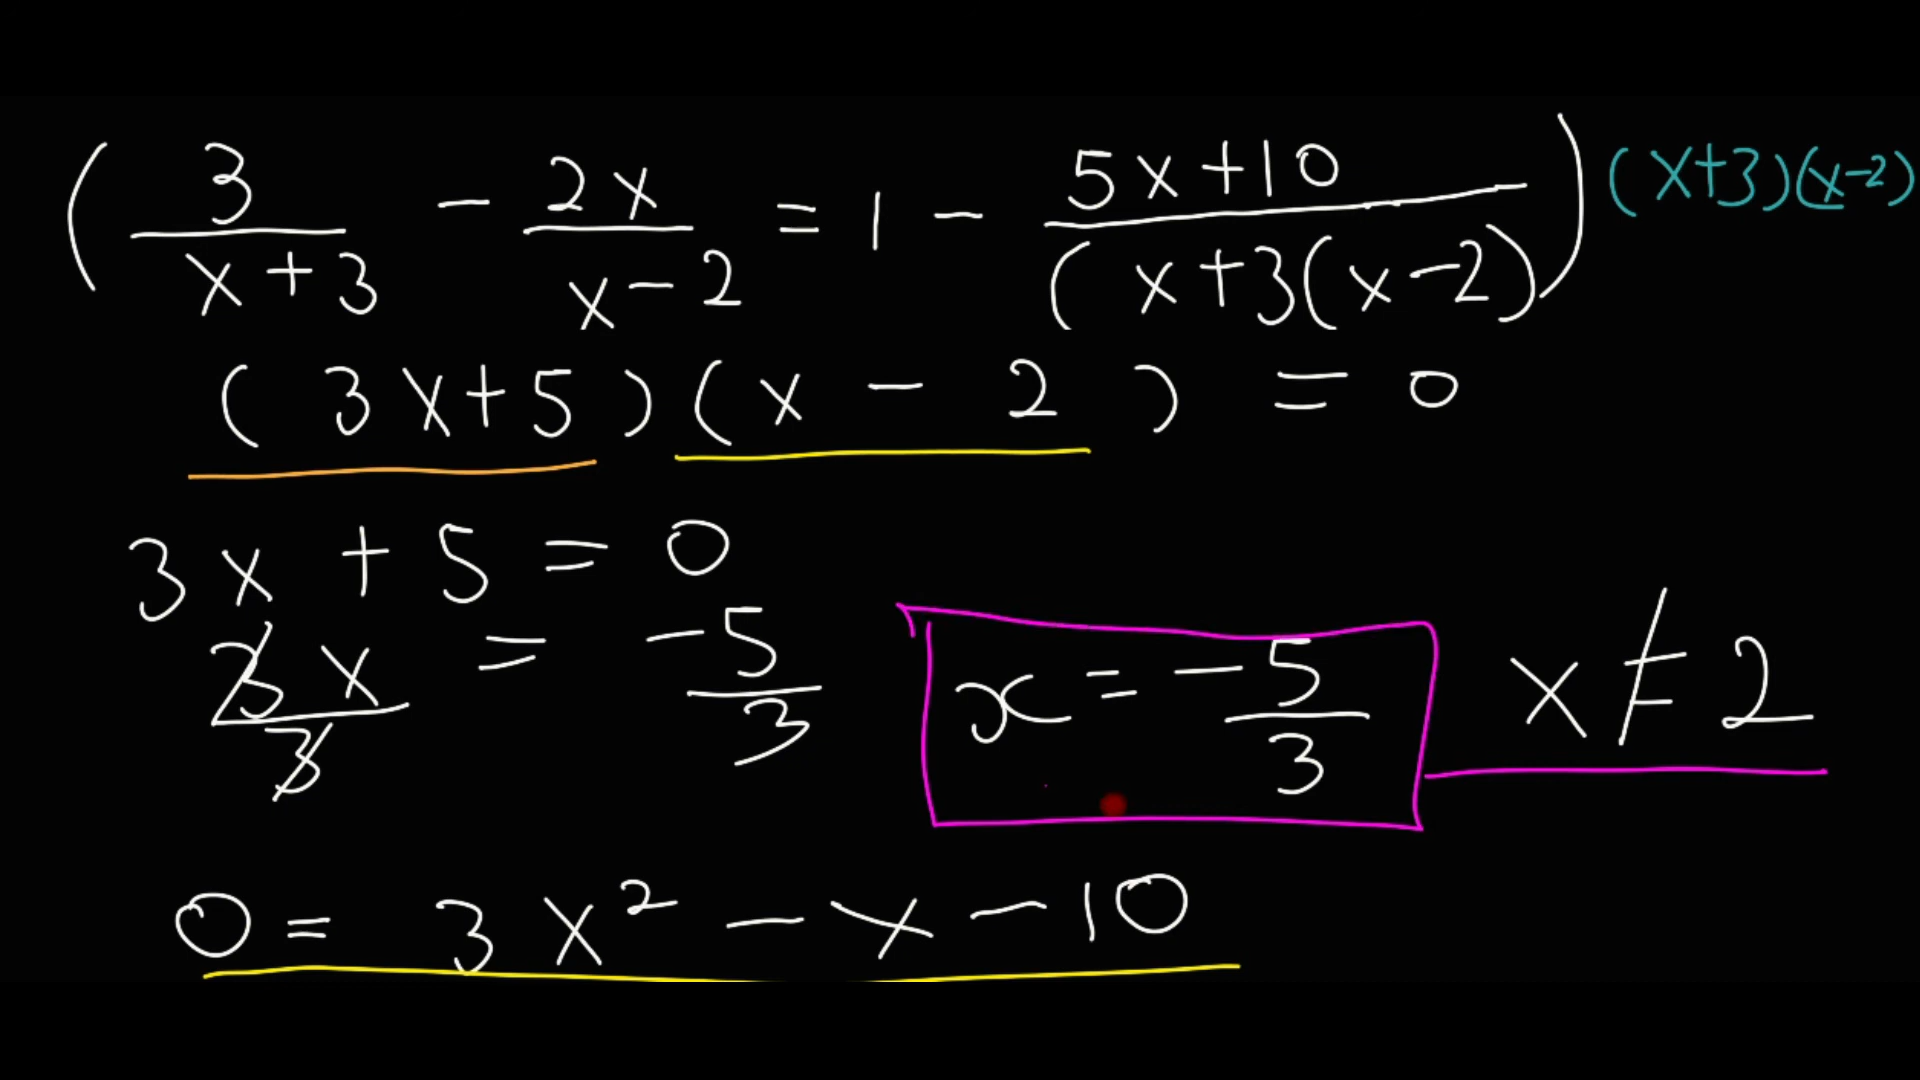 ( 3/(x+3) - 2x/(x-2) = 1 - (5x+10)/((x+3(x-2)) ) (x+3)(x-2)
(3x+5)(x-2) = 0
3x+5 = 0
3x/3 = -5/3
x = -5/3 x ≠ 2
0 = 3x² - x - 10